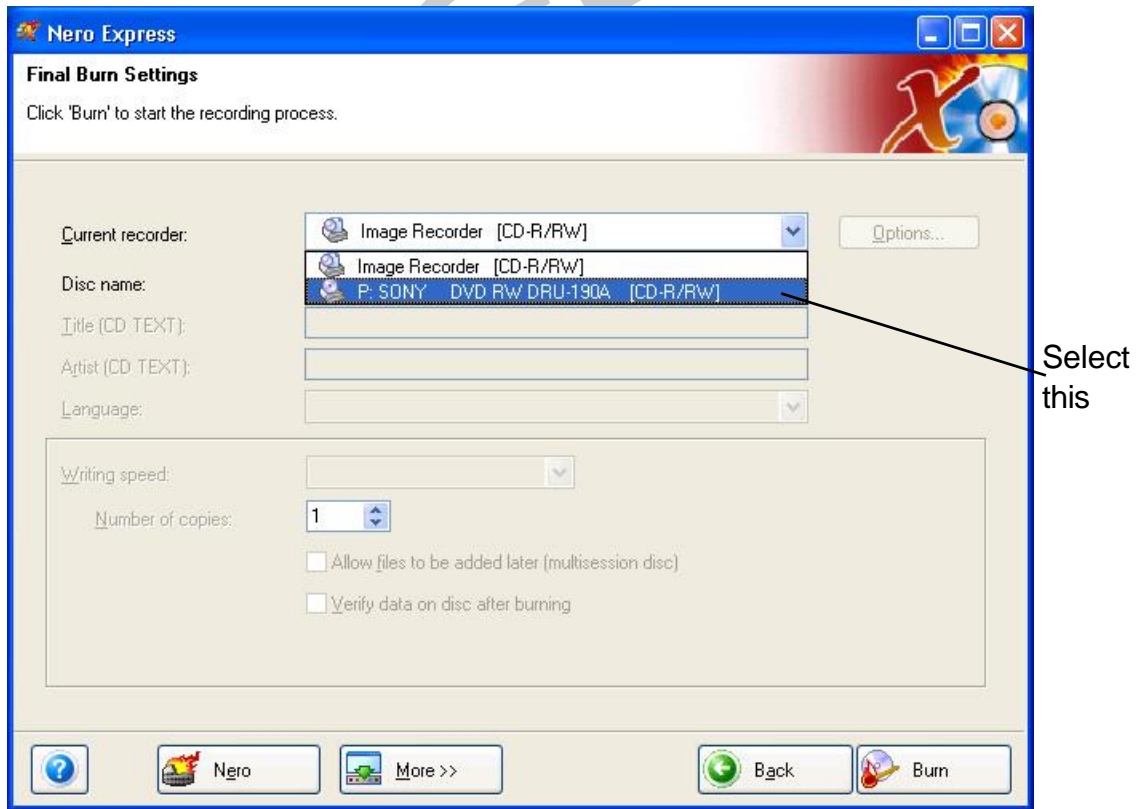 Nero Express
Final Burn Settings
Click 'Burn' to start the recording process.
Current recorder:
Image Recorder [CD-R/RW]
Options...
Image Recorder [CD-R/RW]
Disc name:
P: SONY DVD RW DRU-190A [CD-R/RW]
Title (CD TEXT):
Artist (CD TEXT):
Language:
Select
this
Writing speed:
Number of copies:
1
Allow files to be added later (multisession disc)
Verify data on disc after burning
Nero
More >>
Back
Burn